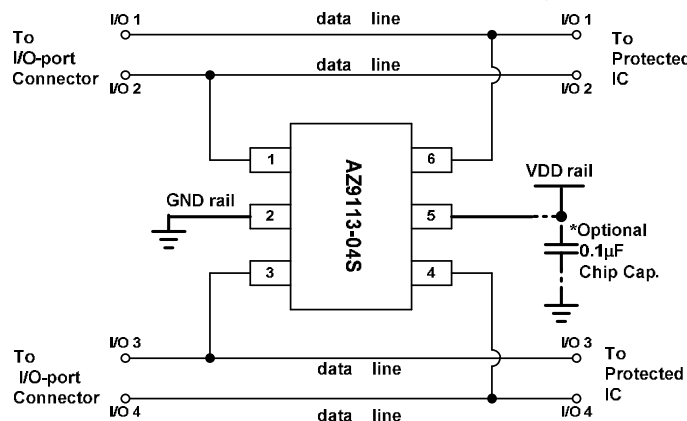 I/O 1
data line
I/O 1
To
I/O-port
Connector
To
Protected
IC
I/O 2
data line
I/O 2
1
6
AZ9113-04S
VDD rail
GND rail
2
5
*Optional
0.1µF
Chip Cap.
3
4
I/O 3
I/O 3
To
I/O-port
Connector
data line
To
Protected
IC
I/O 4
data line
I/O 4